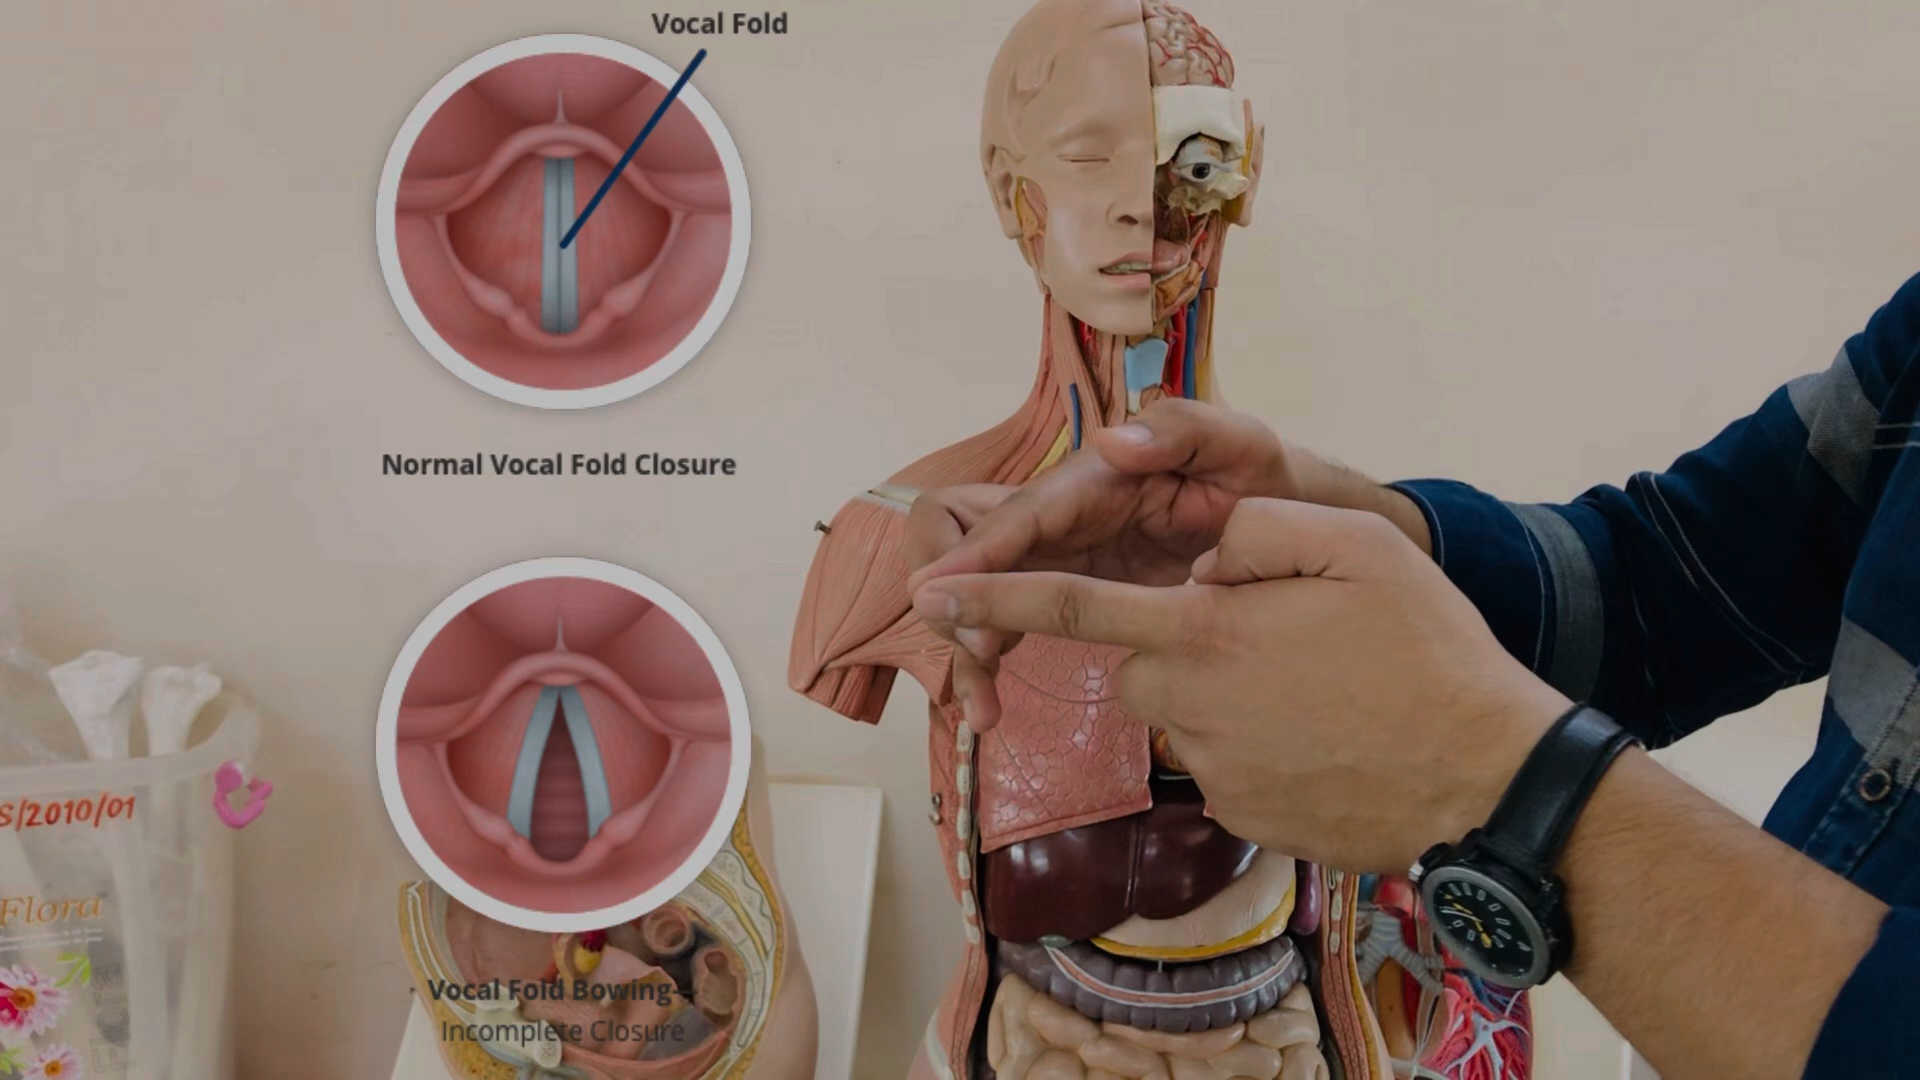 Vocal Fold
Normal Vocal Fold Closure
S/2010/01
Flora
Vocal Fold Bowing—
Incomplete Closure